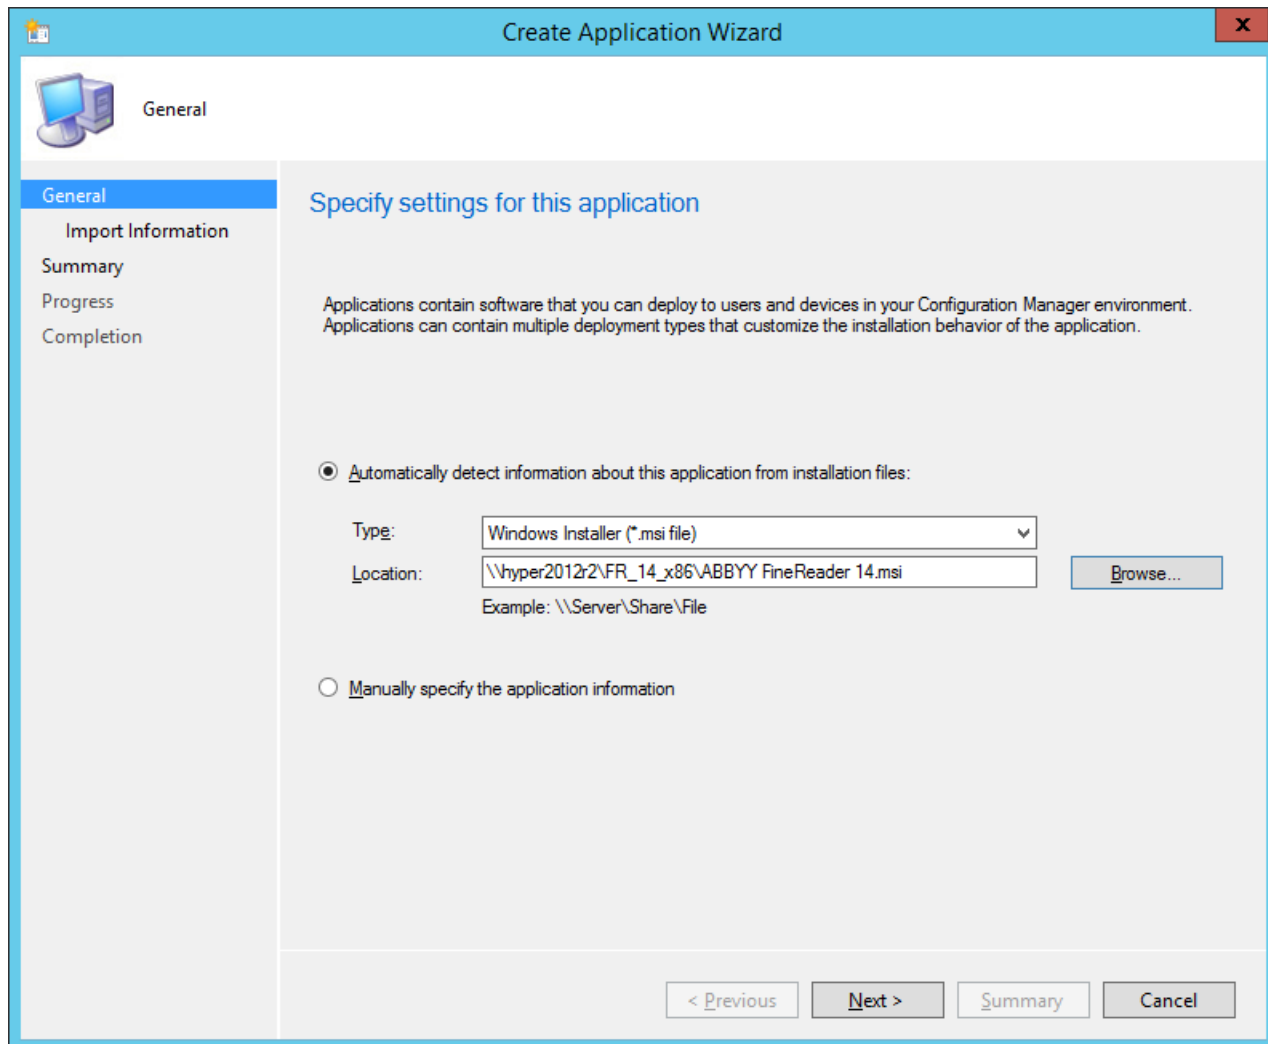 Create Application Wizard
X
General
General
Import Information
Summary
Progress
Completion
Specify settings for this application
Applications contain software that you can deploy to users and devices in your Configuration Manager environment.
Applications can contain multiple deployment types that customize the installation behavior of the application.
Automatically detect information about this application from installation files:
Type: Windows Installer (*.msi file)
Location: \\hyper2012r2\FR_14_x86\ABBYY FineReader 14.msi Browse...
Example: \\Server\Share\File
Manually specify the application information
< Previous Next > Summary Cancel